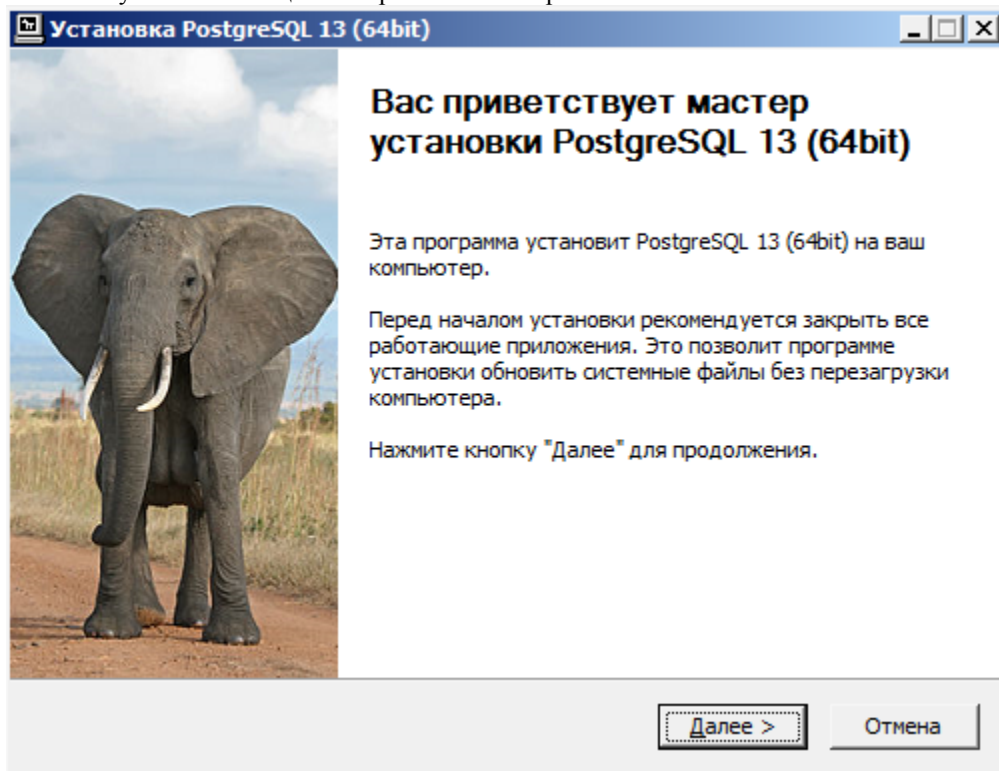 Установка PostgreSQL 13 (64bit)
Вас приветствует мастер
установки PostgreSQL 13 (64bit)
Эта программа установит PostgreSQL 13 (64bit) на ваш
компьютер.
Перед началом установки рекомендуется закрыть все
работающие приложения. Это позволит программе
установки обновить системные файлы без перезагрузки
компьютера.
Нажмите кнопку "Далее" для продолжения.
Далее >
Отмена